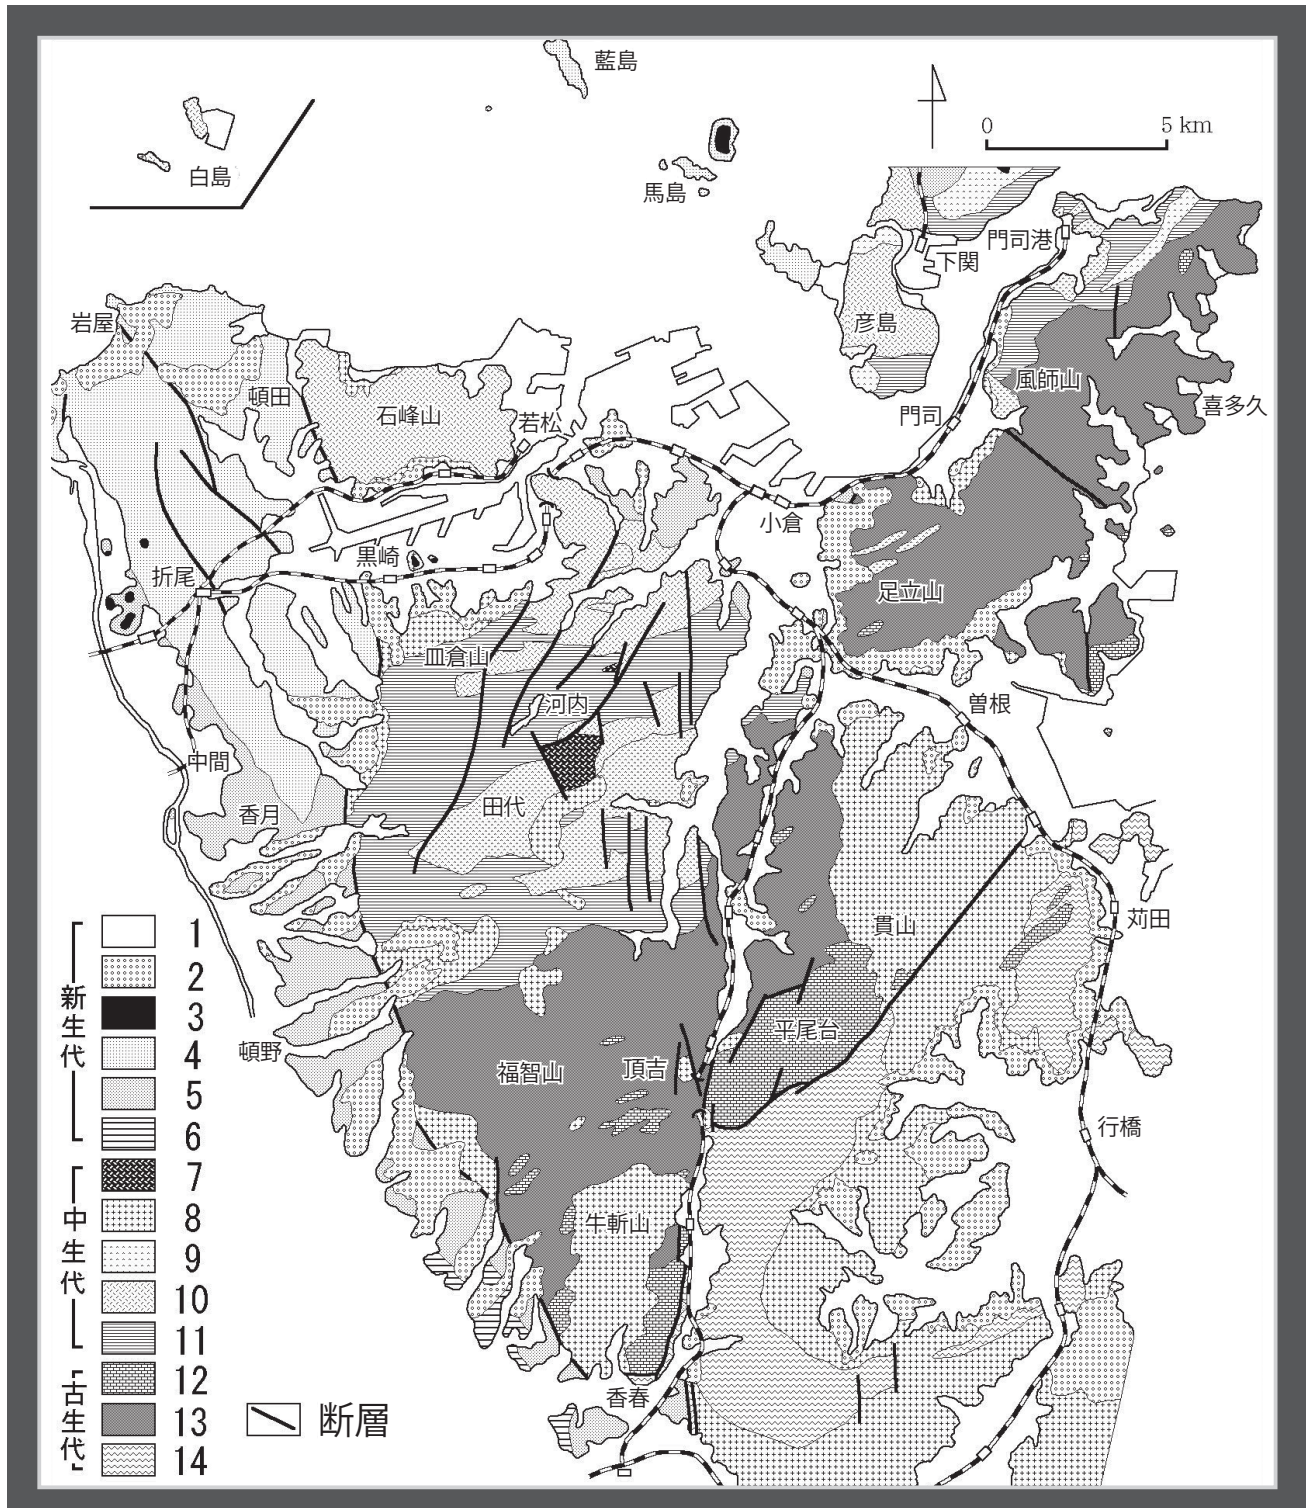 藍島
白島
馬島
0 5 km
門司港
下関
彦島
岩屋
頓田
石峰山
若松
門司
風師山
喜多久
小倉
黒崎
折尾
足立山
皿倉山
河内
曽根
中間
香月
田代
貫山
苅田
平尾台
頓野
福智山
頂吉
行橋
牛斬山
香春
新生代
1
2
3
4
5
6
中生代
7
8
9
10
11
古生代
12
13
14
断層